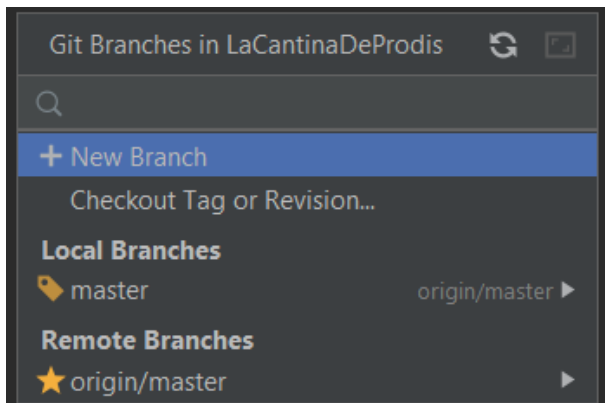 Git Branches in LaCantinaDeProdis
+ New Branch
Checkout Tag or Revision...
Local Branches
master origin/master
Remote Branches
origin/master